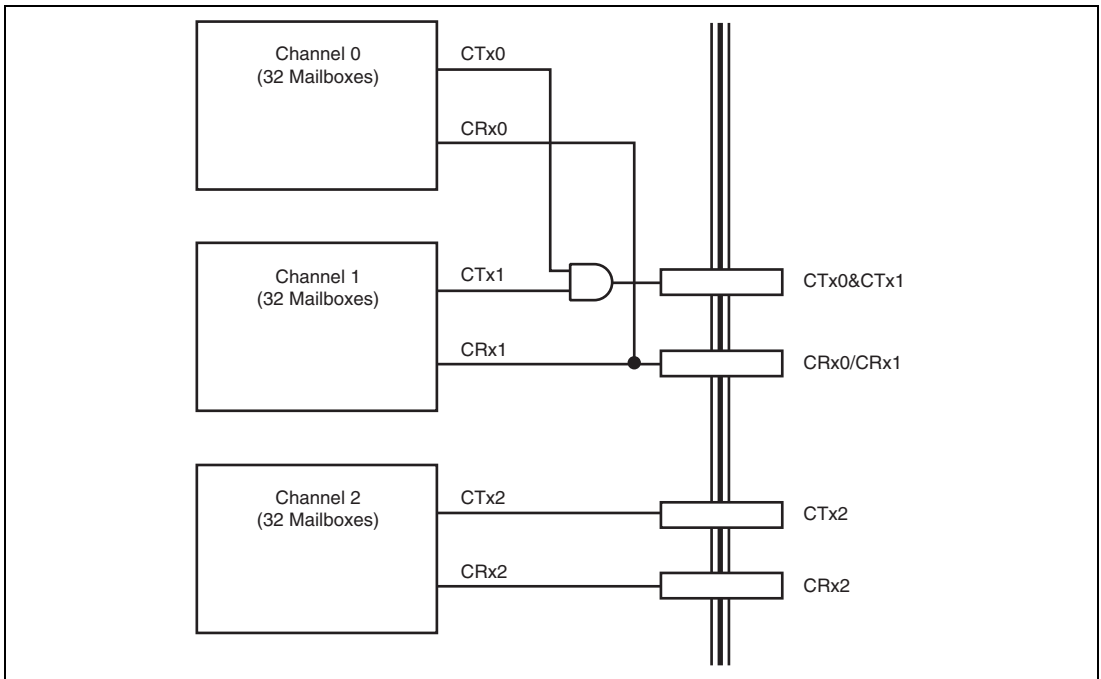 Channel 0
(32 Mailboxes)
CTx0
CRx0
Channel 1
(32 Mailboxes)
CTx1
CRx1
CTx0&CTx1
CRx0/CRx1
Channel 2
(32 Mailboxes)
CTx2
CRx2
CTx2
CRx2